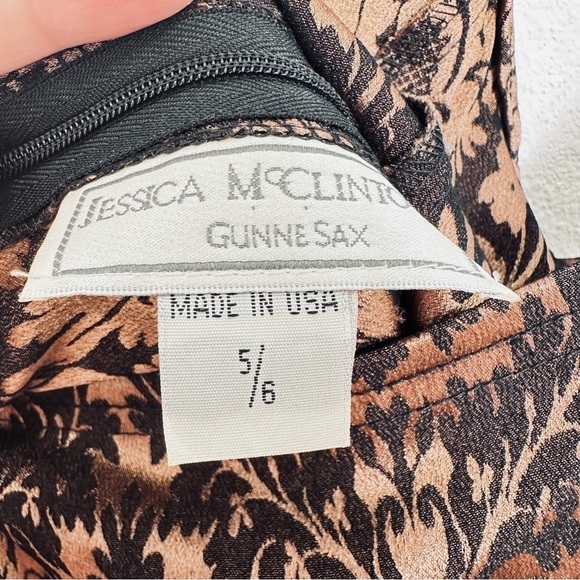 JESSICA McCLINTO
GUNNE SAX
MADE IN USA
5/6